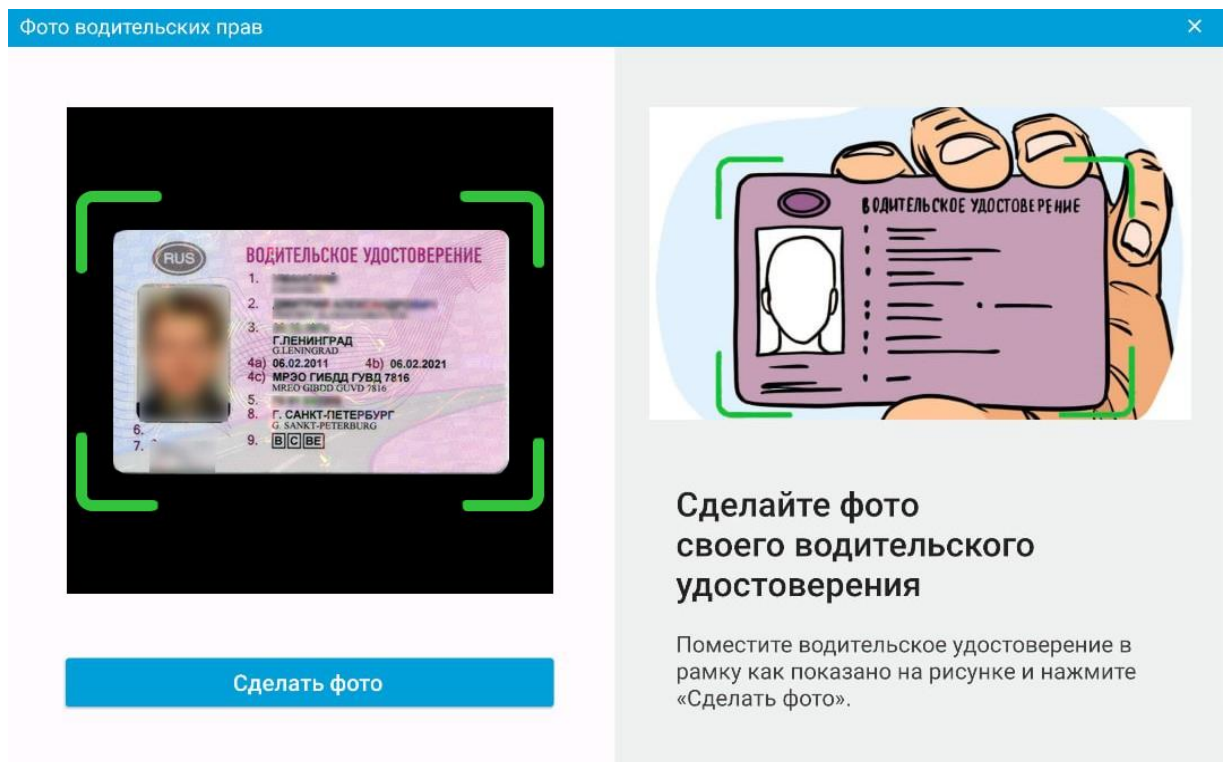 Фото водительских прав
×
RUS
ВОДИТЕЛЬСКОЕ УДОСТОВЕРЕНИЕ
1.
2.
3.
Г.ЛЕНИНГРАД
G.LENINGRAD
4a) 06.02.2011 4b) 06.02.2021
4c) МРЭО ГИБДД ГУВД 7816
MREO GIBDD GUVD 7816
5.
8. Г. САНКТ-ПЕТЕРБУРГ
G. SANKT-PETERBURG
6.
7.
9. B C BE
Сделать фото
ВОДИТЕЛЬСКОЕ УДОСТОВЕРЕНИЕ
Сделайте фото
своего водительского
удостоверения
Поместите водительское удостоверение в
рамку как показано на рисунке и нажмите
«Сделать фото».